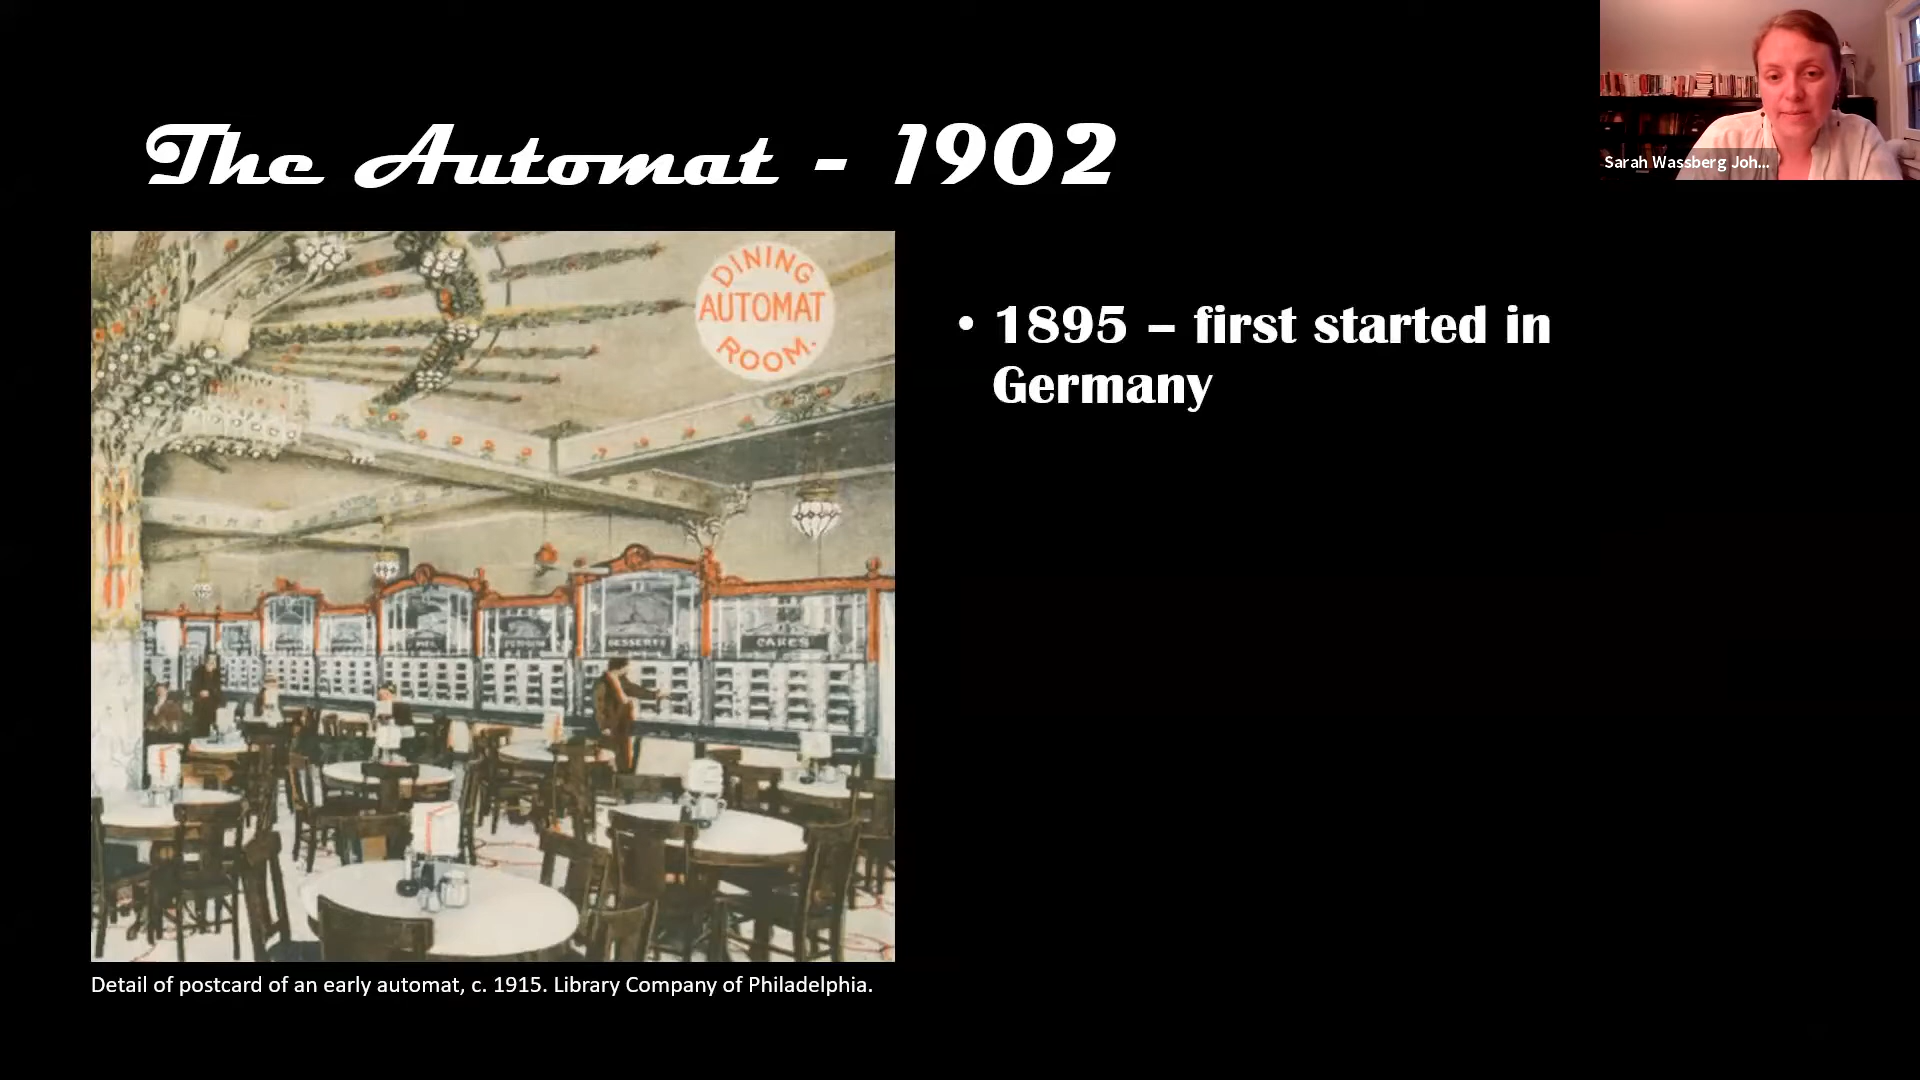 The Automat - 1902
Sarah Wassberg Joh...
DINING
AUTOMAT
ROOM.
• 1895 – first started in
Germany
DESSERTS
CAKES
Detail of postcard of an early automat, c. 1915. Library Company of Philadelphia.